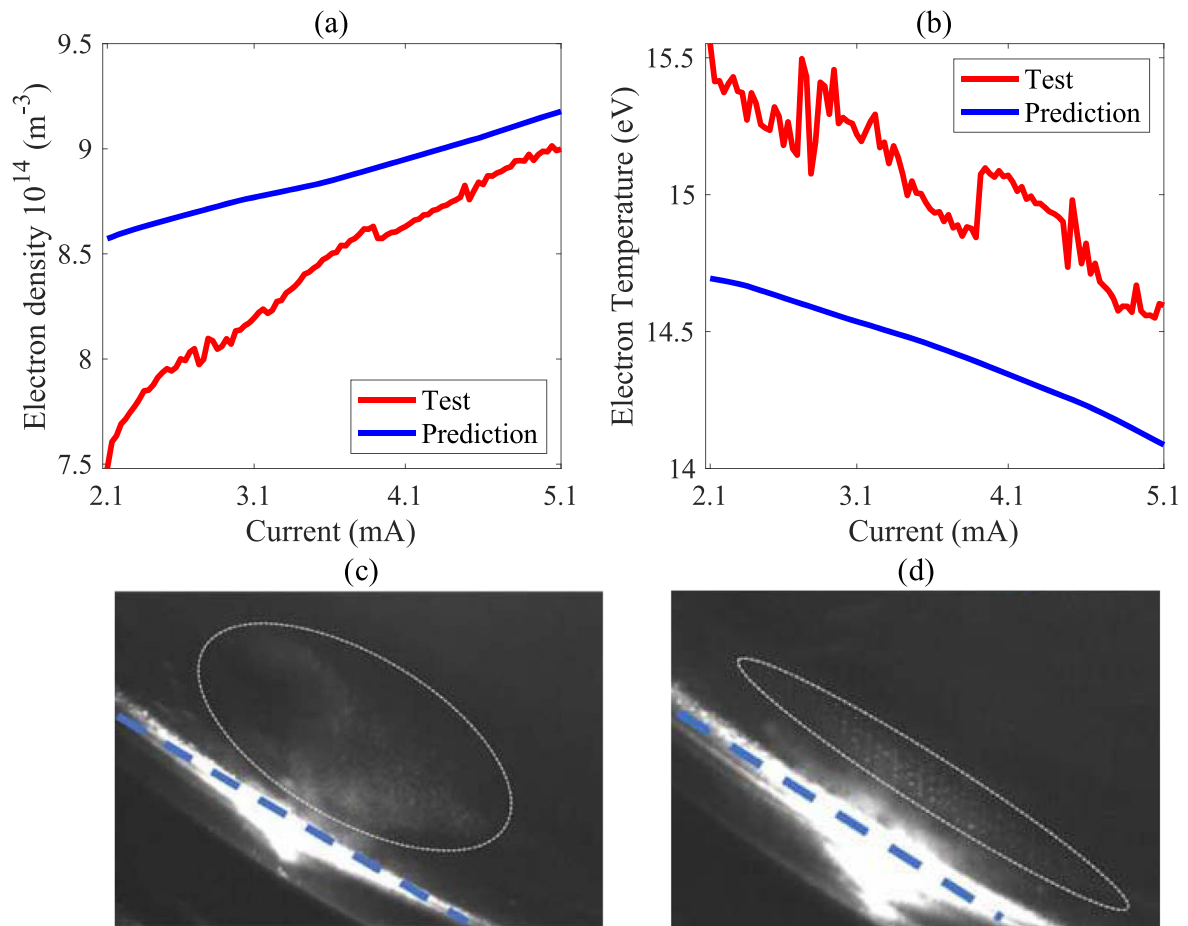 (a)
Electron density 10^14 (m^-3)
9.5
9
8.5
8
7.5
Test
Prediction
2.1 3.1 4.1 5.1
Current (mA)
(b)
Electron Temperature (eV)
15.5
15
14.5
14
Test
Prediction
2.1 3.1 4.1 5.1
Current (mA)
(c)
(d)